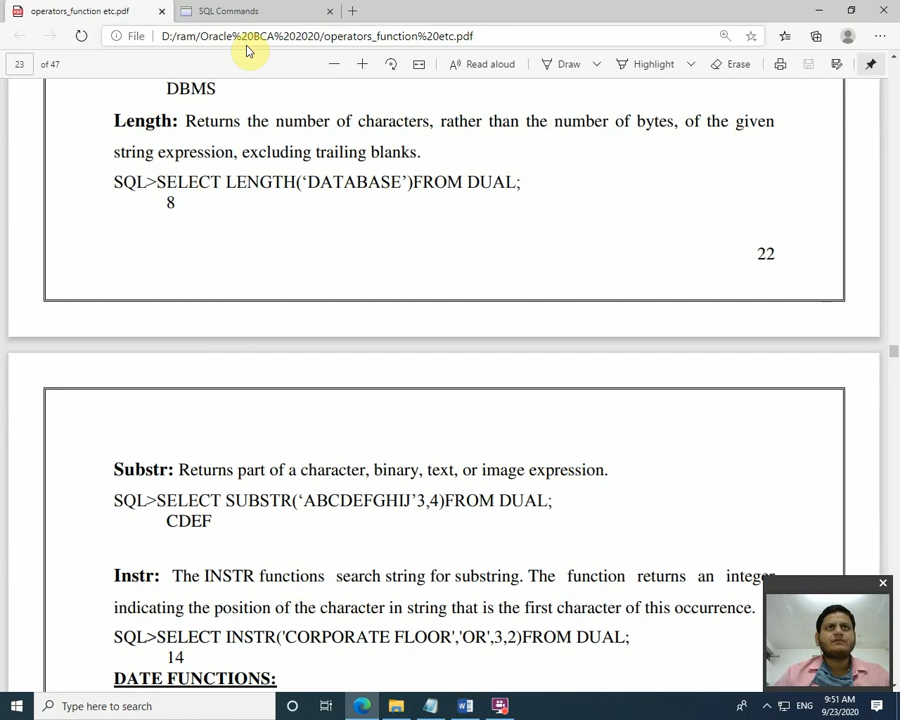 operators_function etc.pdf
SQL Commands
File
D:/ram/Oracle%20BCA%202020/operators_function%20etc.pdf
23 of 47
Read aloud
Draw
Highlight
Erase
DBMS
Length: Returns the number of characters, rather than the number of bytes, of the given
string expression, excluding trailing blanks.
SQL>SELECT LENGTH(‘DATABASE’)FROM DUAL;
8
22
Substr: Returns part of a character, binary, text, or image expression.
SQL>SELECT SUBSTR(‘ABCDEFGHIJ’3,4)FROM DUAL;
CDEF
Instr: The INSTR functions search string for substring. The function returns an integer
indicating the position of the character in string that is the first character of this occurrence.
SQL>SELECT INSTR('CORPORATE FLOOR','OR',3,2)FROM DUAL;
14
DATE FUNCTIONS:
Type here to search
ENG
9:51 AM
9/23/2020